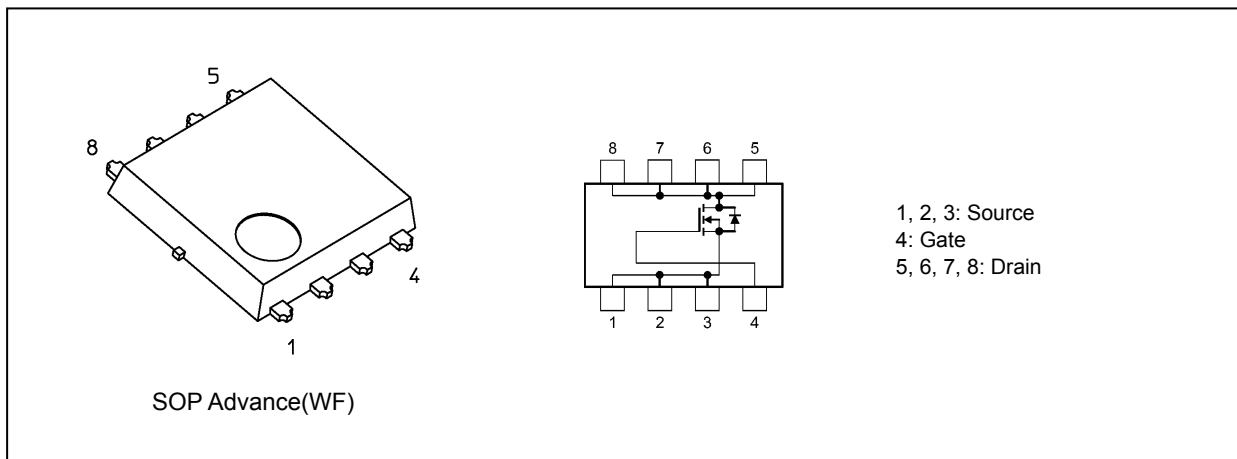 5
8
4
1
SOP Advance(WF)
8 7 6 5
1 2 3 4
1, 2, 3: Source
4: Gate
5, 6, 7, 8: Drain